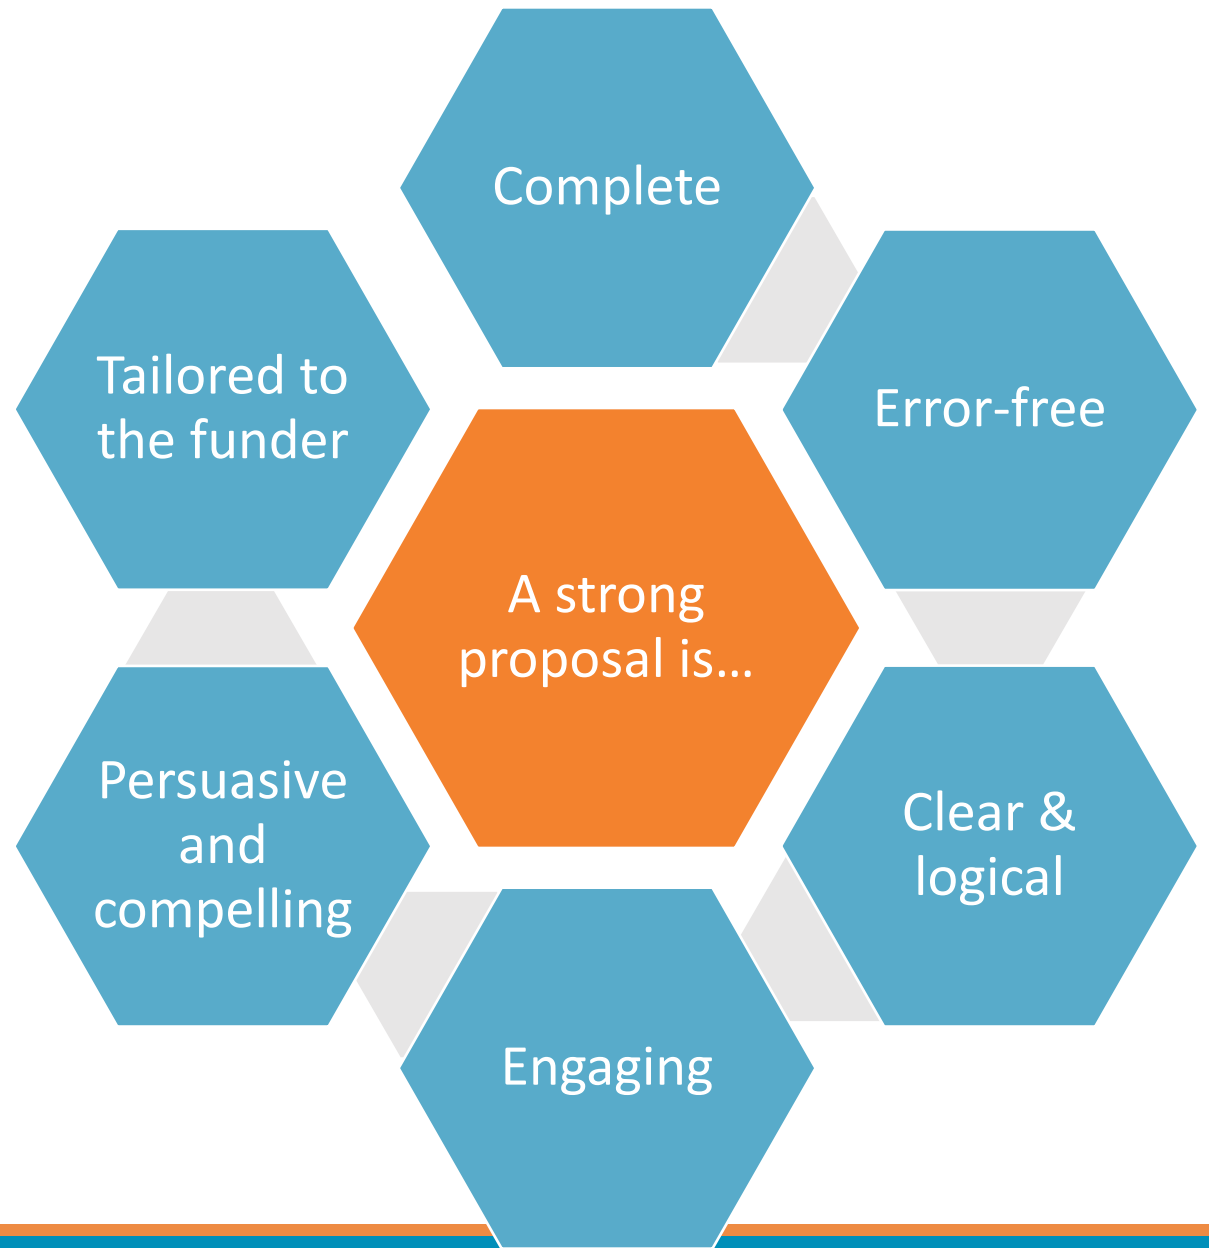 Complete
Error-free
Clear &
logical
Engaging
Persuasive
and
compelling
Tailored to
the funder
A strong
proposal is...